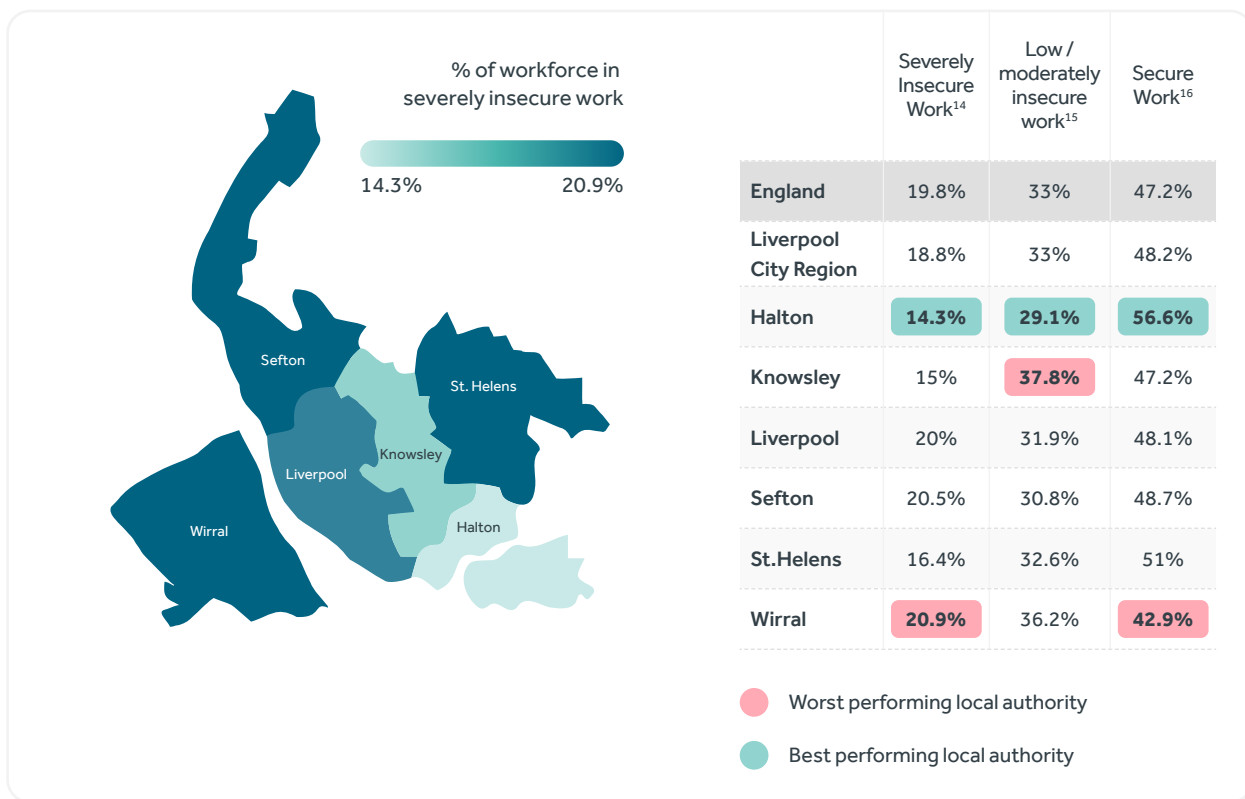 % of workforce in
severely insecure work
14.3% 20.9%
Sefton
St. Helens
Knowsley
Liverpool
Halton
Wirral
Severely
Insecure
Work14
Low /
moderately
insecure
work15
Secure
Work16
England 19.8% 33% 47.2%
Liverpool
City Region 18.8% 33% 48.2%
Halton 14.3% 29.1% 56.6%
Knowsley 15% 37.8% 47.2%
Liverpool 20% 31.9% 48.1%
Sefton 20.5% 30.8% 48.7%
St.Helens 16.4% 32.6% 51%
Wirral 20.9% 36.2% 42.9%
Worst performing local authority
Best performing local authority